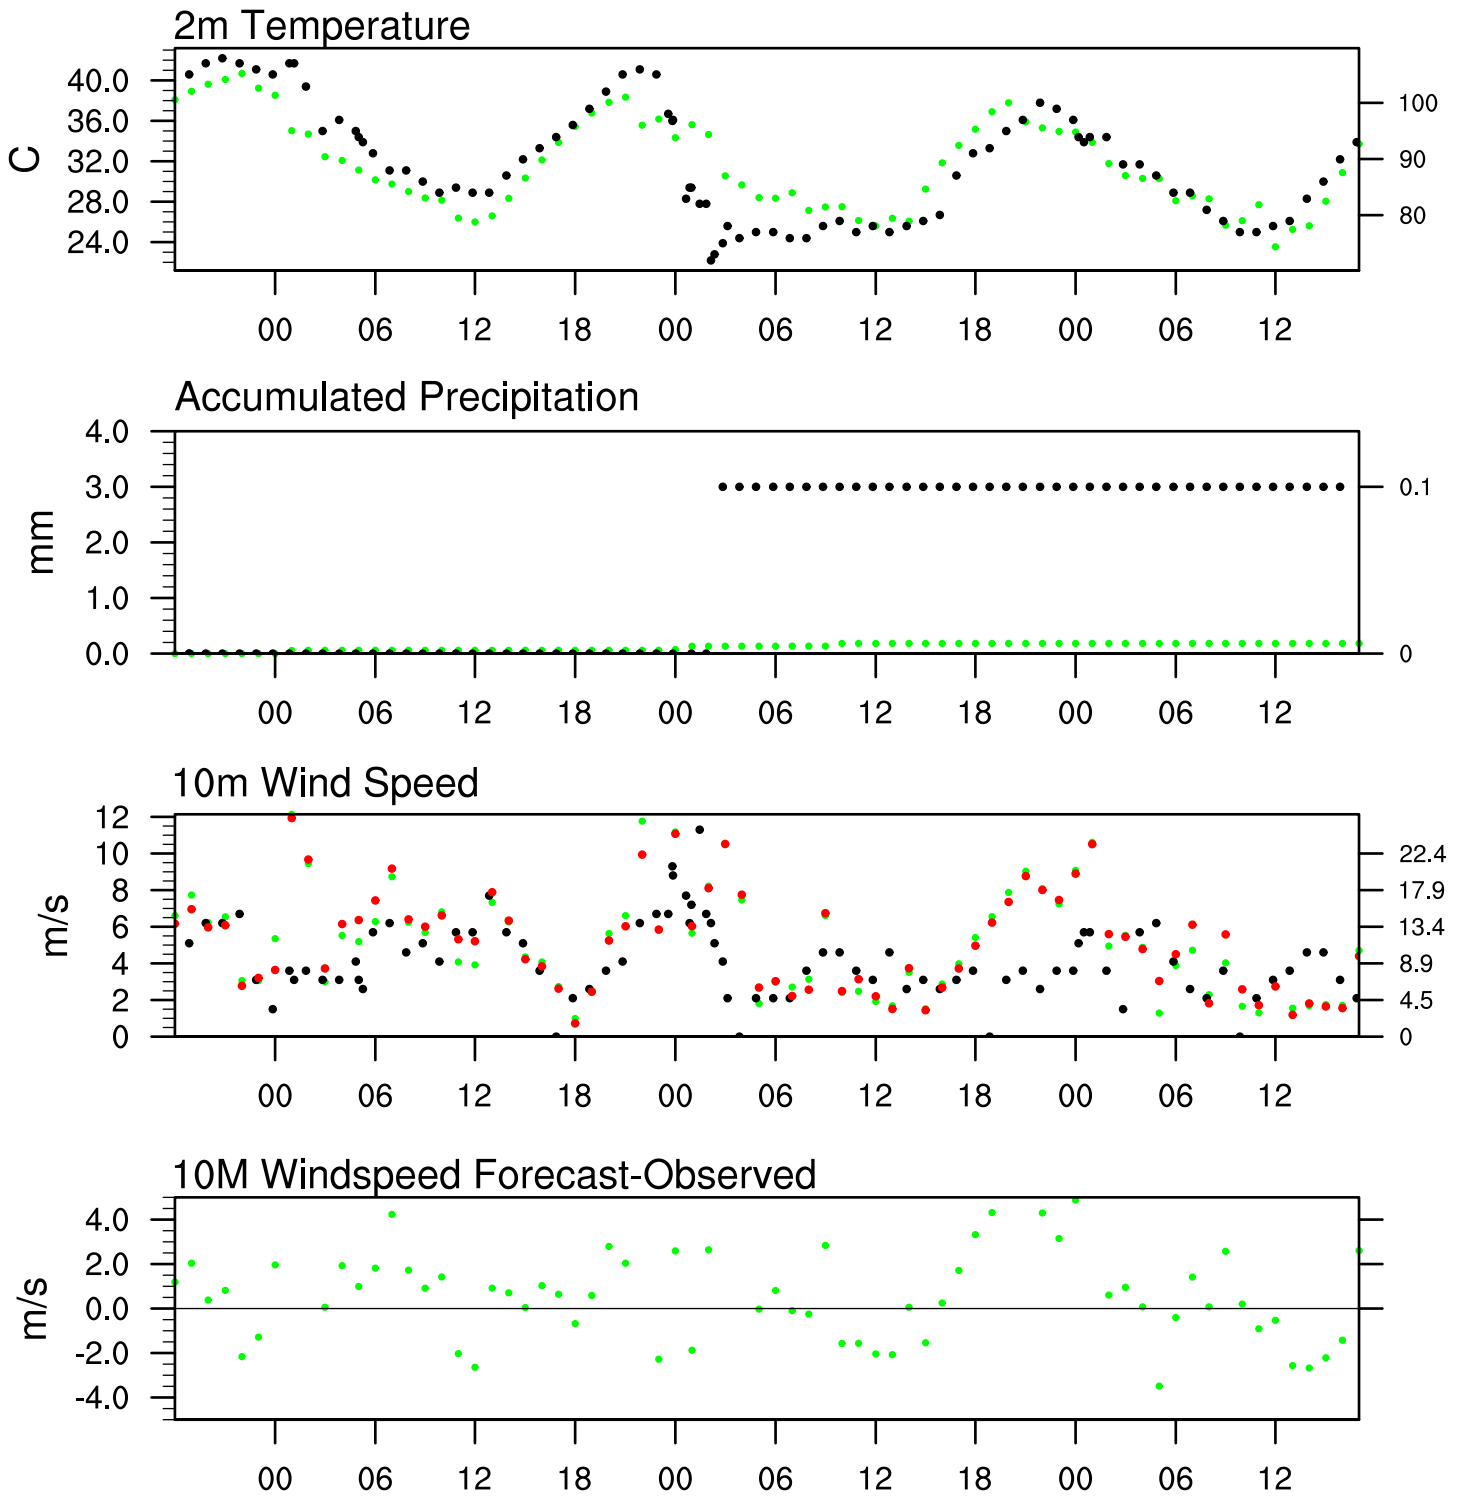 2m Temperature
C
40.0
36.0
32.0
28.0
24.0
100
90
80
00 06 12 18 00 06 12 18 00 06 12
Accumulated Precipitation
mm
4.0
3.0
2.0
1.0
0.0
0.1
0
00 06 12 18 00 06 12 18 00 06 12
10m Wind Speed
m/s
12
10
8
6
4
2
0
22.4
17.9
13.4
8.9
4.5
0
00 06 12 18 00 06 12 18 00 06 12
10M Windspeed Forecast-Observed
m/s
4.0
2.0
0.0
-2.0
-4.0
00 06 12 18 00 06 12 18 00 06 12